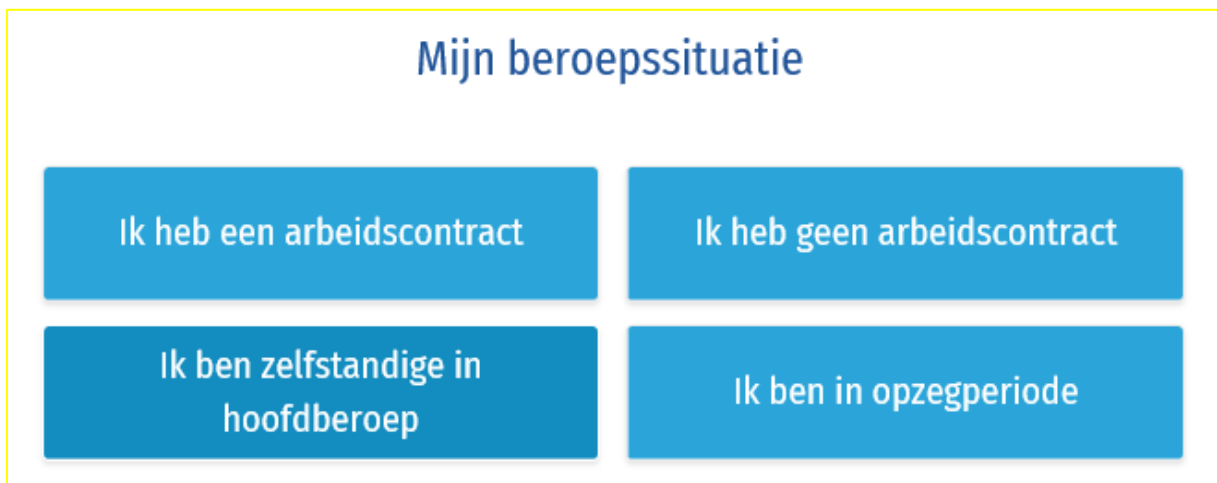 Mijn beroepssituatie
Ik heb een arbeidscontract
Ik heb geen arbeidscontract
Ik ben zelfstandige in
hoofdberoep
Ik ben in opzegperiode